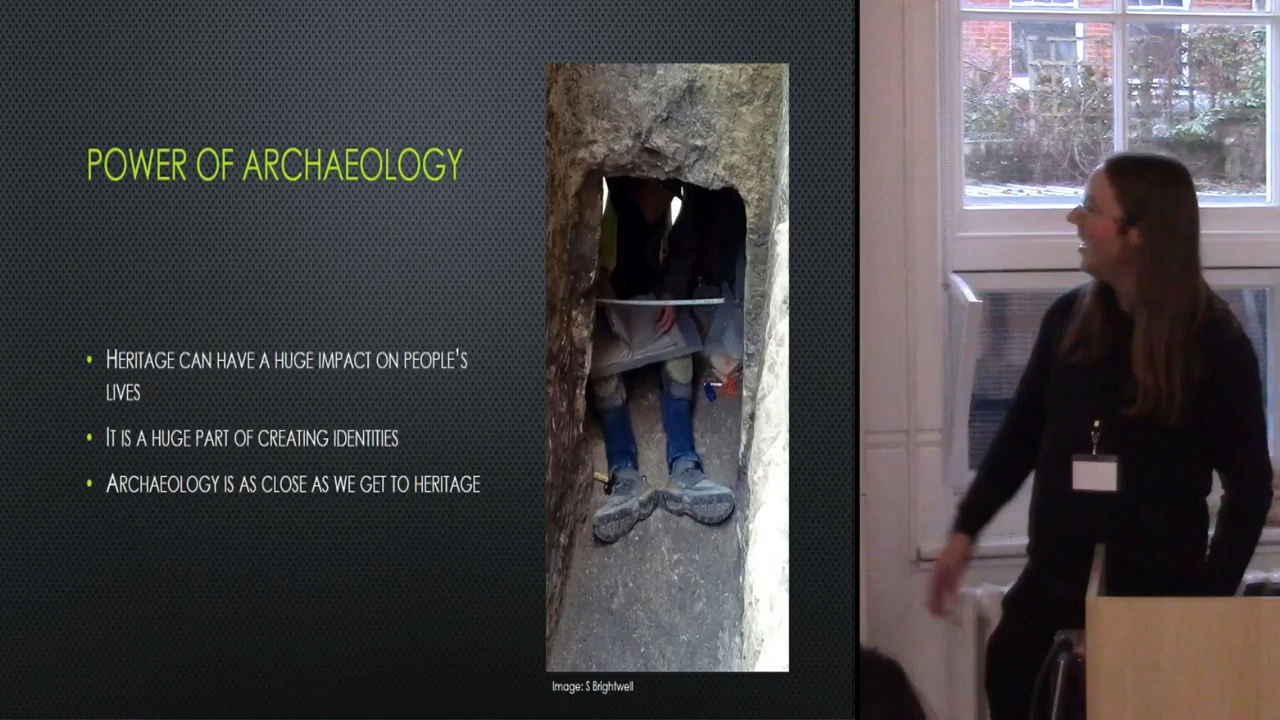 POWER OF ARCHAEOLOGY
• HERITAGE CAN HAVE A HUGE IMPACT ON PEOPLE'S
LIVES
• IT IS A HUGE PART OF CREATING IDENTITIES
• ARCHAEOLOGY IS AS CLOSE AS WE GET TO HERITAGE
Image: S Brightwell